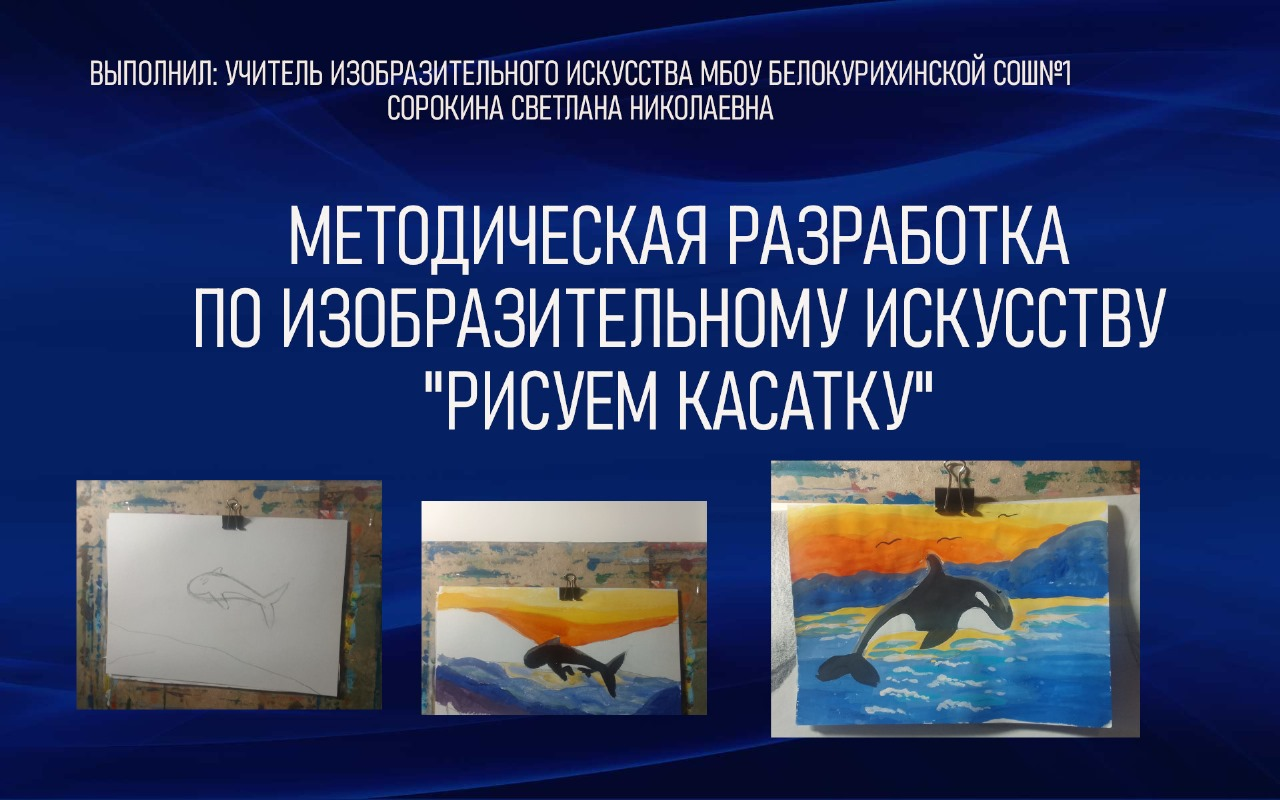 ВЫПОЛНИЛ: УЧИТЕЛЬ ИЗОБРАЗИТЕЛЬНОГО ИСКУССТВА МБОУ БЕЛОКУРИХИНСКОЙ СОШ№1
СОРОКИНА СВЕТЛАНА НИКОЛАЕВНА
МЕТОДИЧЕСКАЯ РАЗРАБОТКА
ПО ИЗОБРАЗИТЕЛЬНОМУ ИСКУССТВУ
"РИСУЕМ КАСАТКУ"